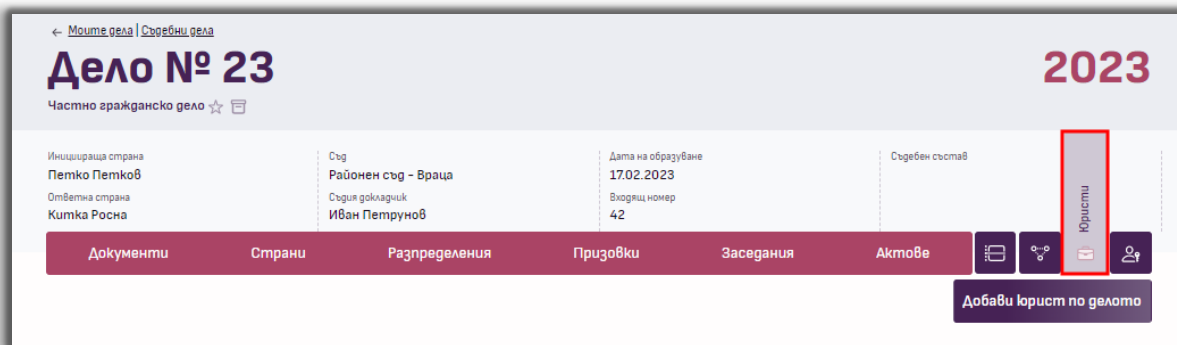 ← Моите дела | Съдебни дела
Дело № 23
2023
Частно гражданско дело
Иницираща страна
Петко Петков
Ответна страна
Китка Росна
Съд
Районен съд - Враца
Съдия докладчик
Иван Петрунов
Дата на образуване
17.02.2023
Входящ номер
42
Съдебен състав
Юристи
Документи Страни Разпределения Призовки Заседания Актове
Добави юрист по делото